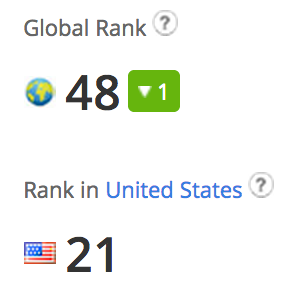 Global Rank ?
48 1
Rank in United States ?
21